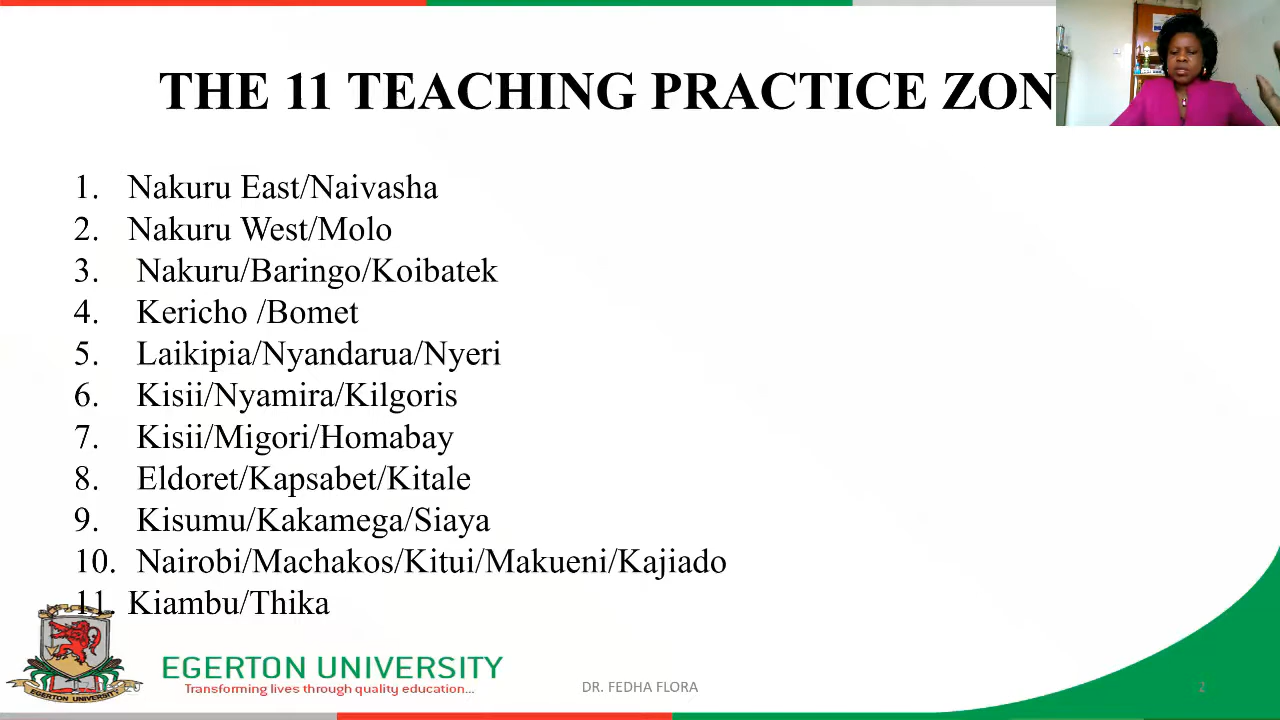 THE 11 TEACHING PRACTICE ZON
1. Nakuru East/Naivasha
2. Nakuru West/Molo
3. Nakuru/Baringo/Koibatek
4. Kericho /Bomet
5. Laikipia/Nyandarua/Nyeri
6. Kisii/Nyamira/Kilgoris
7. Kisii/Migori/Homabay
8. Eldoret/Kapsabet/Kitale
9. Kisumu/Kakamega/Siaya
10. Nairobi/Machakos/Kitui/Makueni/Kajiado
11. Kiambu/Thika
EGERTON UNIVERSITY
EGERTON UNIVERSITY
Transforming lives through quality education...
DR. FEDHA FLORA
2